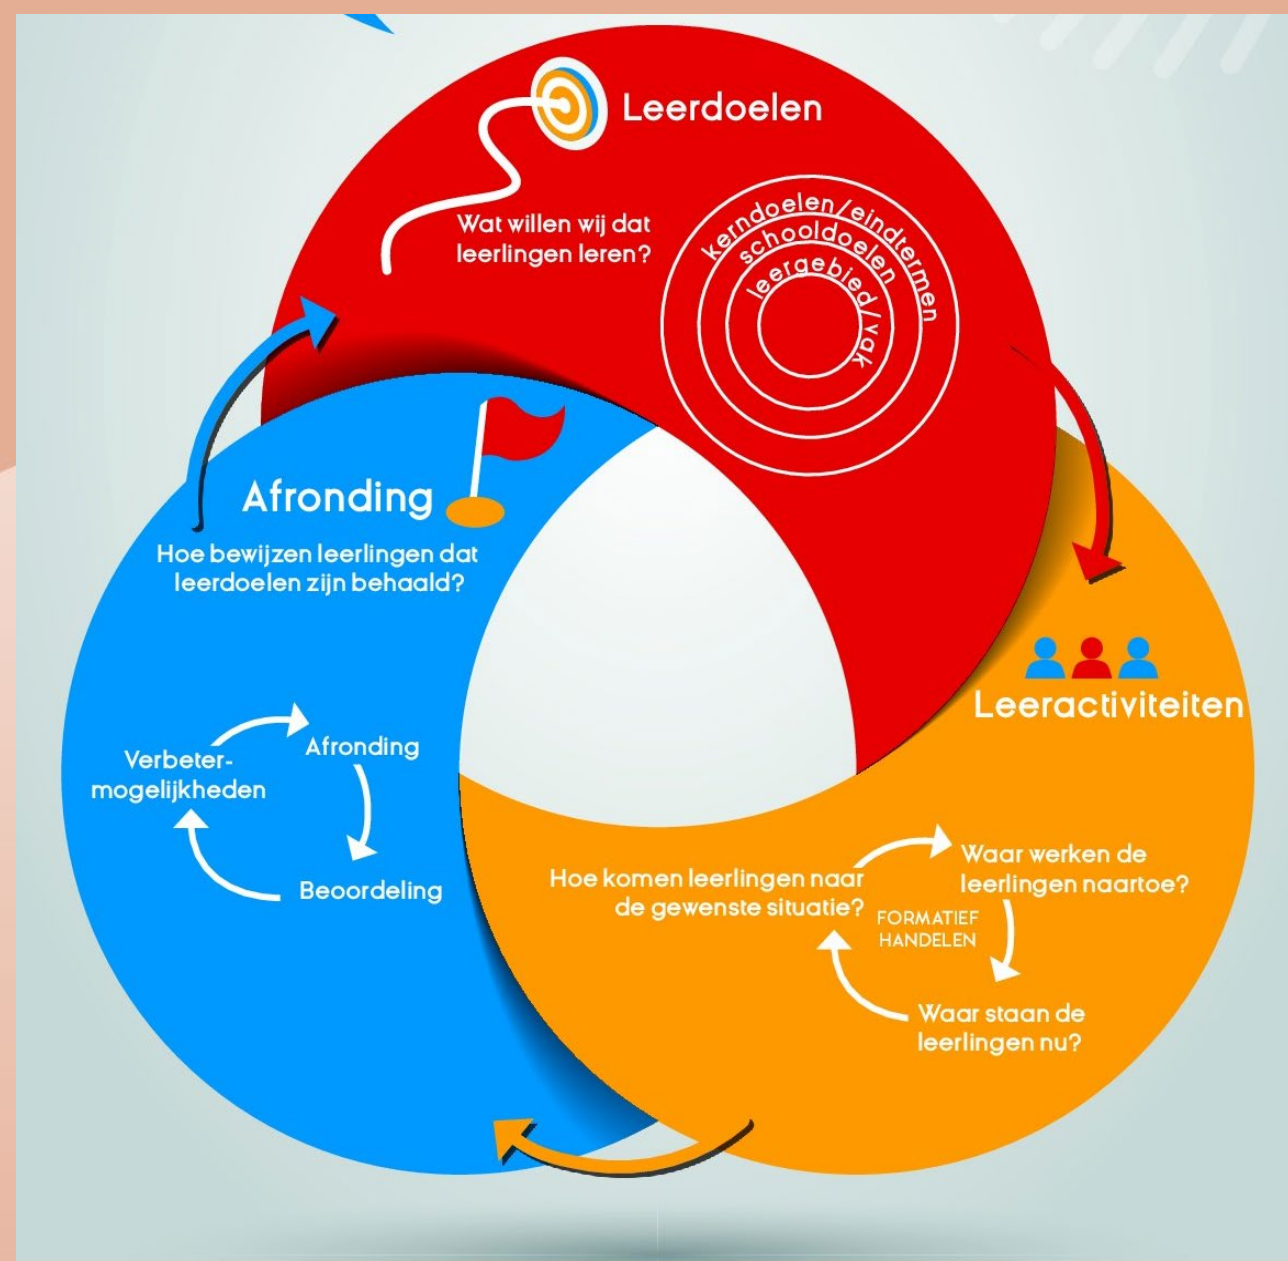 Leerdoelen
Wat willen wij dat
leerlingen leren?
kerndoelen/eindtermen
schooldoelen
leergebied/vak
Afronding
Hoe bewijzen leerlingen dat
leerdoelen zijn behaald?
Verbeter-
mogelijkheden
Afronding
Beoordeling
Leeractiviteiten
Hoe komen leerlingen naar
de gewenste situatie?
Waar werken de
leerlingen naartoe?
FORMATIEF
HANDELEN
Waar staan de
leerlingen nu?